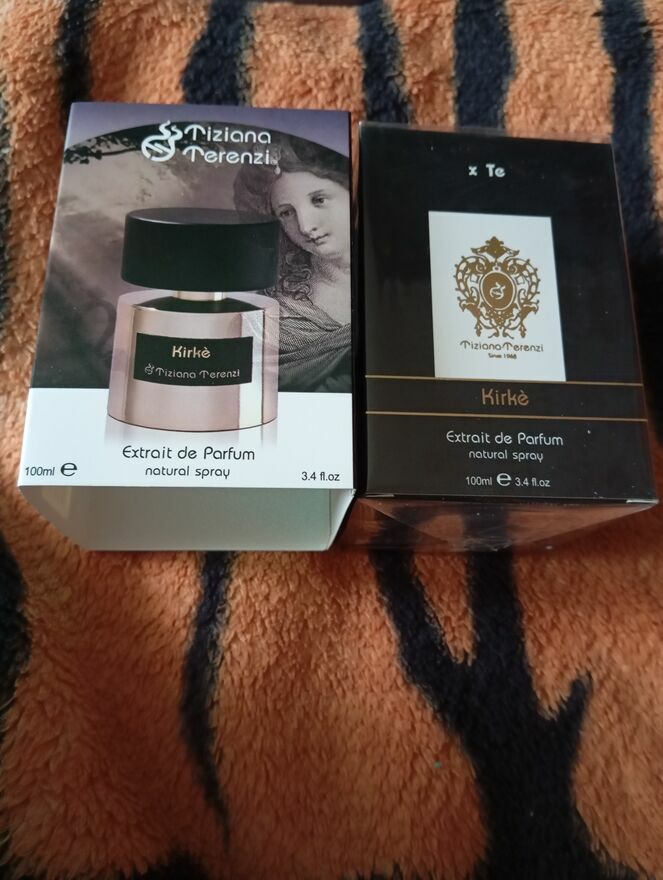 Tiziana
Terenzi
Kirkè
Tiziana Terenzi
Extrait de Parfum
natural spray
100ml e
3.4 fl.oz
x Te
Tiziana Terenzi
Since 1968
Kirkè
Extrait de Parfum
natural spray
100ml e 3.4 fl.oz